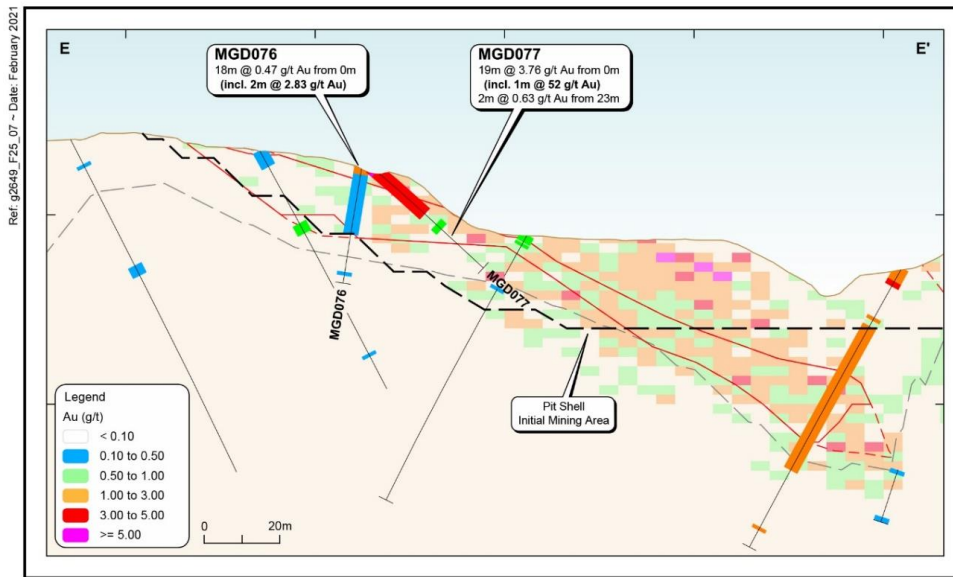 Ref: g2649_F25_07 ~ Date: February 2021
E
E'
MGD076
18m @ 0.47 g/t Au from 0m
(incl. 2m @ 2.83 g/t Au)
MGD077
19m @ 3.76 g/t Au from 0m
(incl. 1m @ 52 g/t Au)
2m @ 0.63 g/t Au from 23m
MGD076
MGD077
Pit Shell
Initial Mining Area
Legend
Au (g/t)
< 0.10
0.10 to 0.50
0.50 to 1.00
1.00 to 3.00
3.00 to 5.00
>= 5.00
0 20m